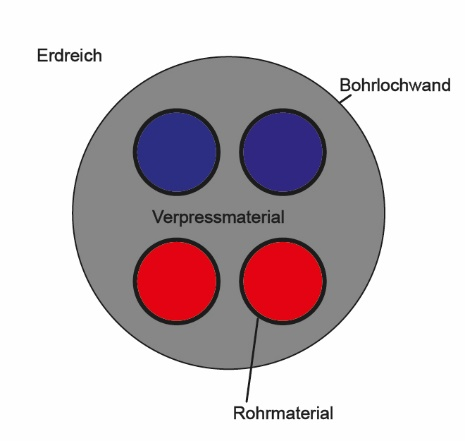 Erdreich
Bohrlochwand
Verpressmaterial
Rohrmaterial